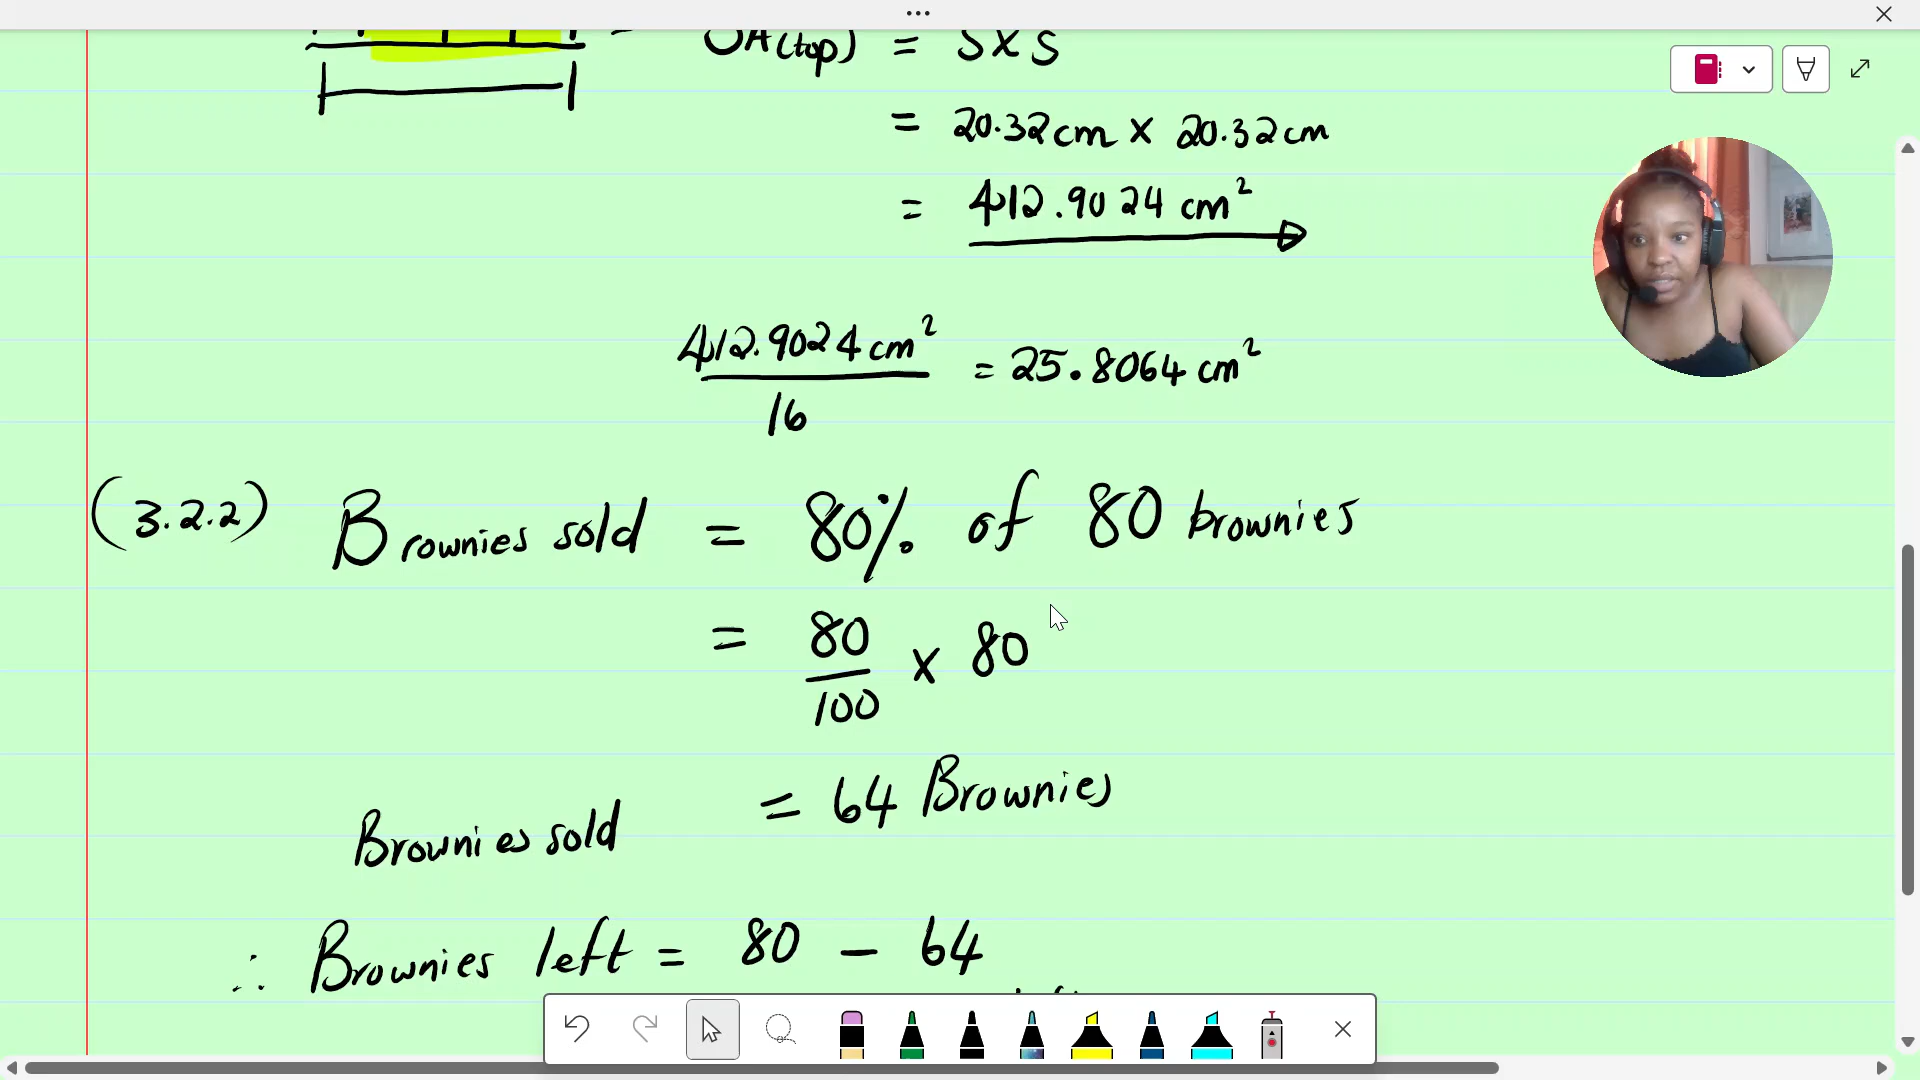 SA(top) = S x S
= 20.32cm x 20.32cm
= 412.9024 cm²
412.9024 cm²
= 25.8064 cm²
16
(3.2.2) Brownies sold = 80% of 80 brownies
= 80
x 80
100
= 64 Brownies
Brownies sold
∴ Brownies left = 80 - 64